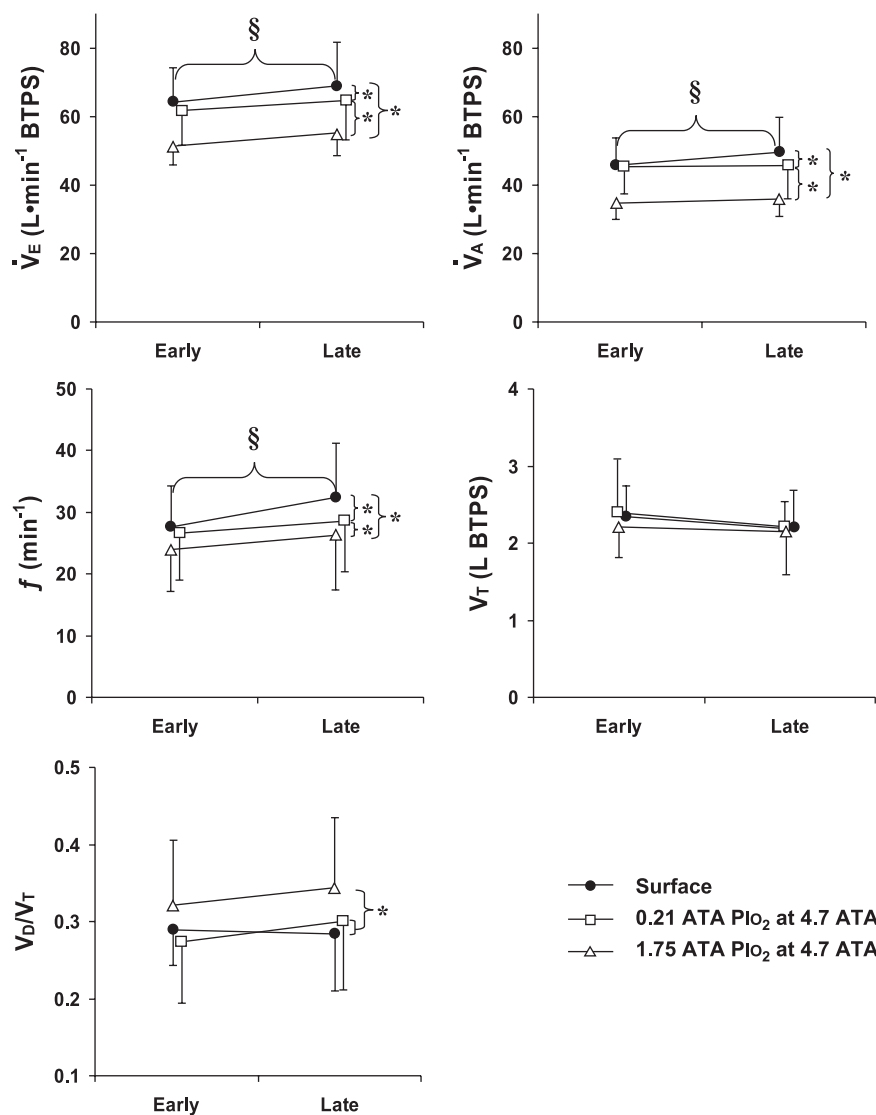 §
80
60
40
20
0
V̇E (L•min-1 BTPS)
*
*
*
Early
Late
§
80
60
40
20
0
V̇A (L•min-1 BTPS)
*
*
*
Early
Late
§
50
40
30
20
10
0
f (min-1)
*
*
*
Early
Late
4
3
2
1
0
VT (L BTPS)
Early
Late
0.5
0.4
0.3
0.2
0.1
VD/VT
*
Early
Late
Surface
0.21 ATA PIO2 at 4.7 ATA
1.75 ATA PIO2 at 4.7 ATA